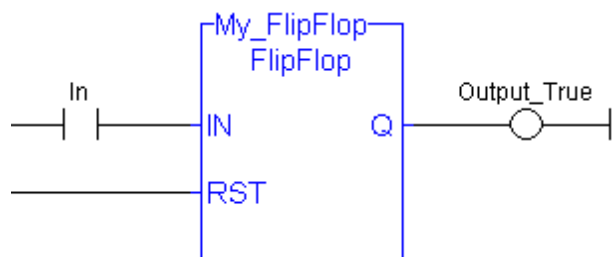 My_FlipFlop
FlipFlop
In
Output_True
IN
Q
RST